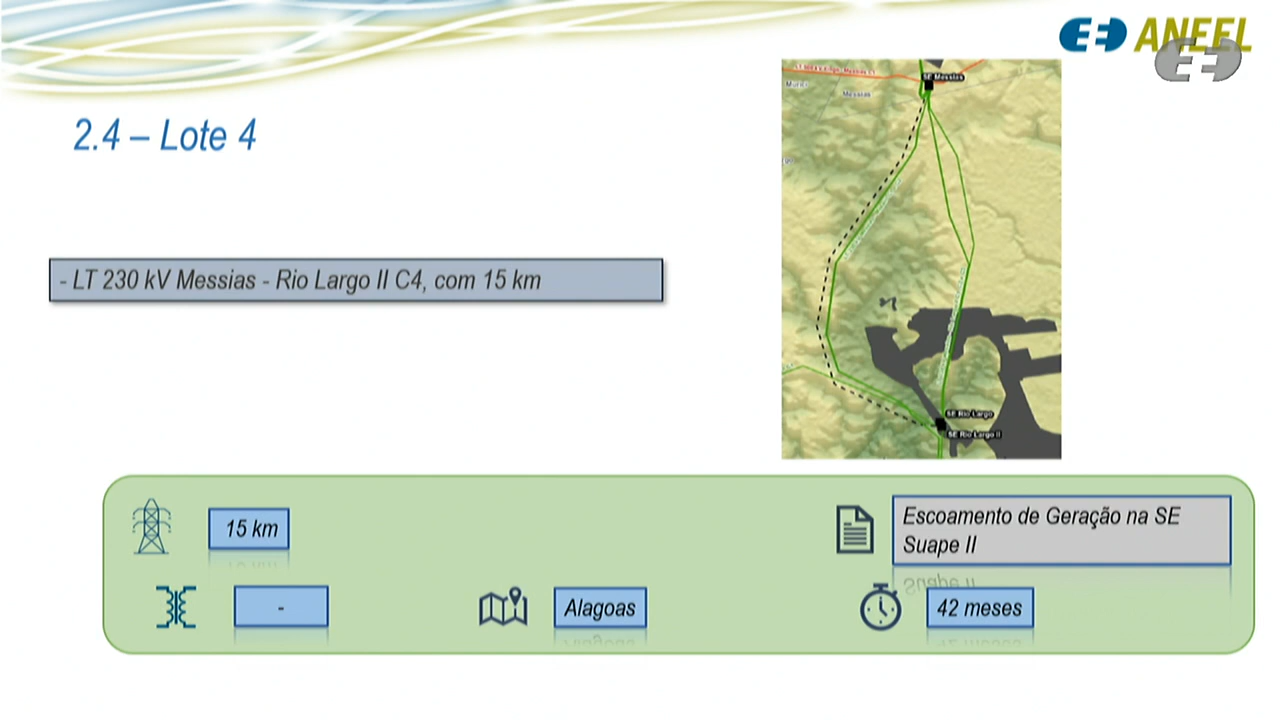 ANEEL
2.4 – Lote 4
- LT 230 kV Messias - Rio Largo II C4, com 15 km
SE Messias
Murici
Messias
SE Rio Largo
SE Rio Largo II
15 km
Escoamento de Geração na SE
Suape II
-
Alagoas
42 meses